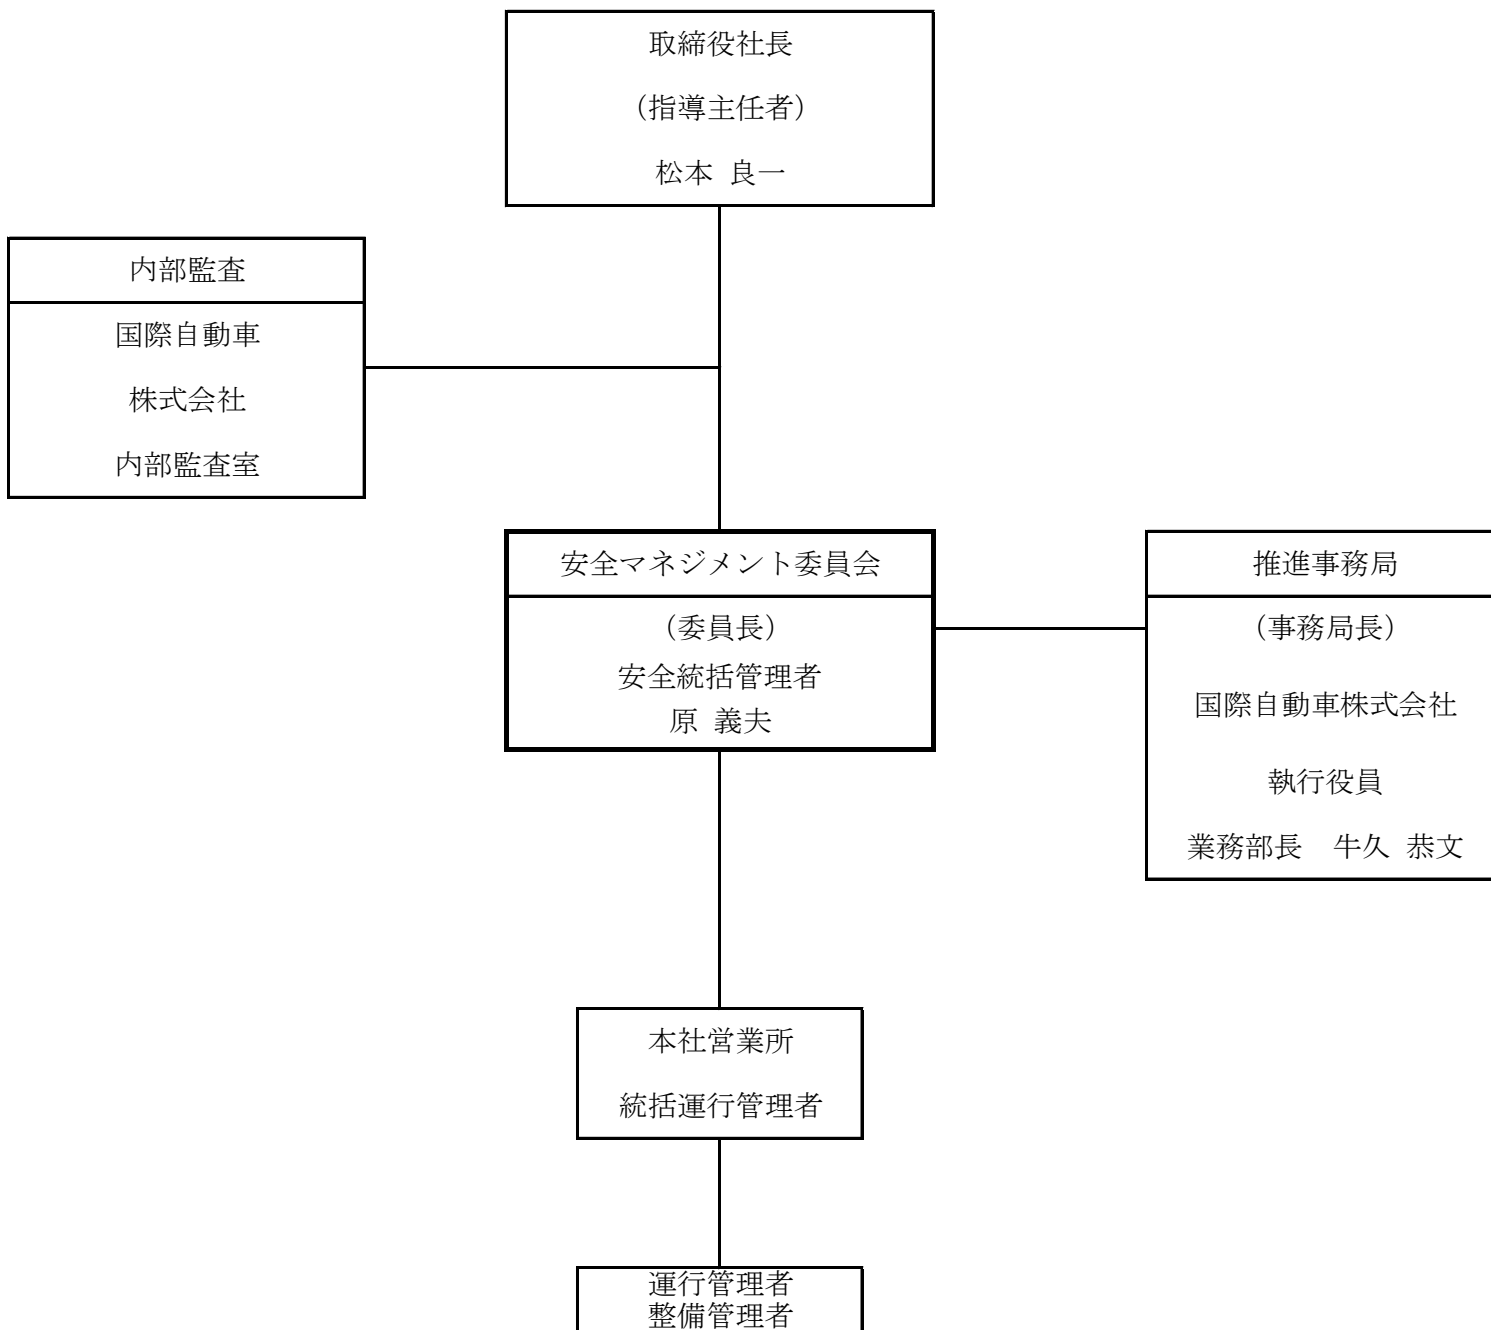 取締役社長
（指導主任者）
松本 良一
内部監査
国際自動車
株式会社
内部監査室
安全マネジメント委員会
（委員長）
安全統括管理者
原 義夫
推進事務局
（事務局長）
国際自動車株式会社
執行役員
業務部長　牛久 恭文
本社営業所
統括運行管理者
運行管理者
整備管理者